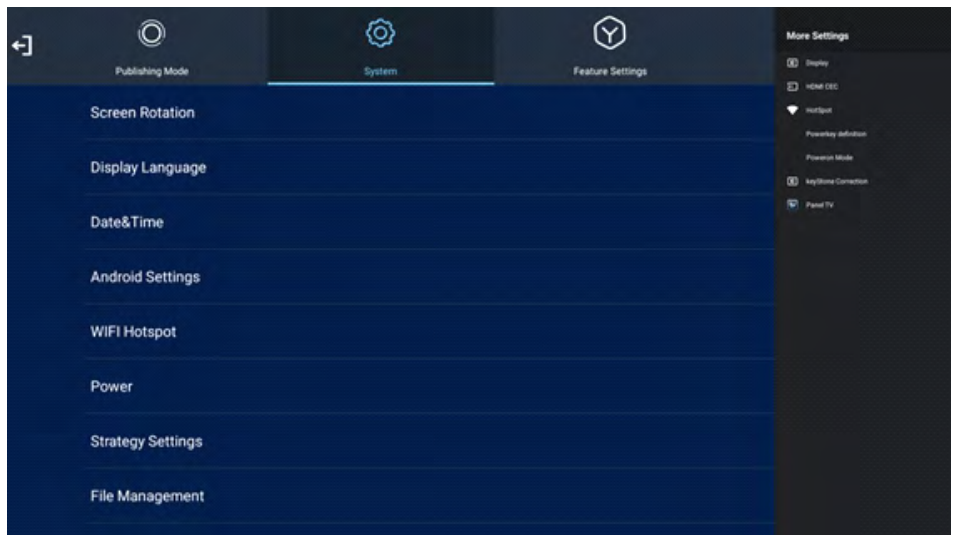 Publishing Mode
System
Feature Settings
Screen Rotation
Display Language
Date&Time
Android Settings
WIFI Hotspot
Power
Strategy Settings
File Management
More Settings
Display
HDMI CEC
HotSpot
Powerkey definition
Poweron Mode
keyStone Correction
Panel TV